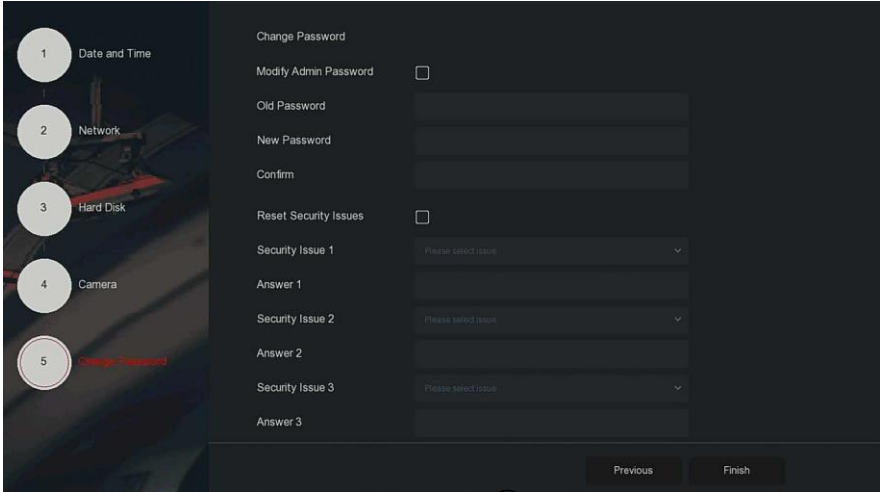 1 Date and Time
2 Network
3 Hard Disk
4 Camera
5 Change Password
Change Password
Modify Admin Password
Old Password
New Password
Confirm
Reset Security Issues
Security Issue 1 Please select issue
Answer 1
Security Issue 2 Please select issue
Answer 2
Security Issue 3 Please select issue
Answer 3
Previous Finish